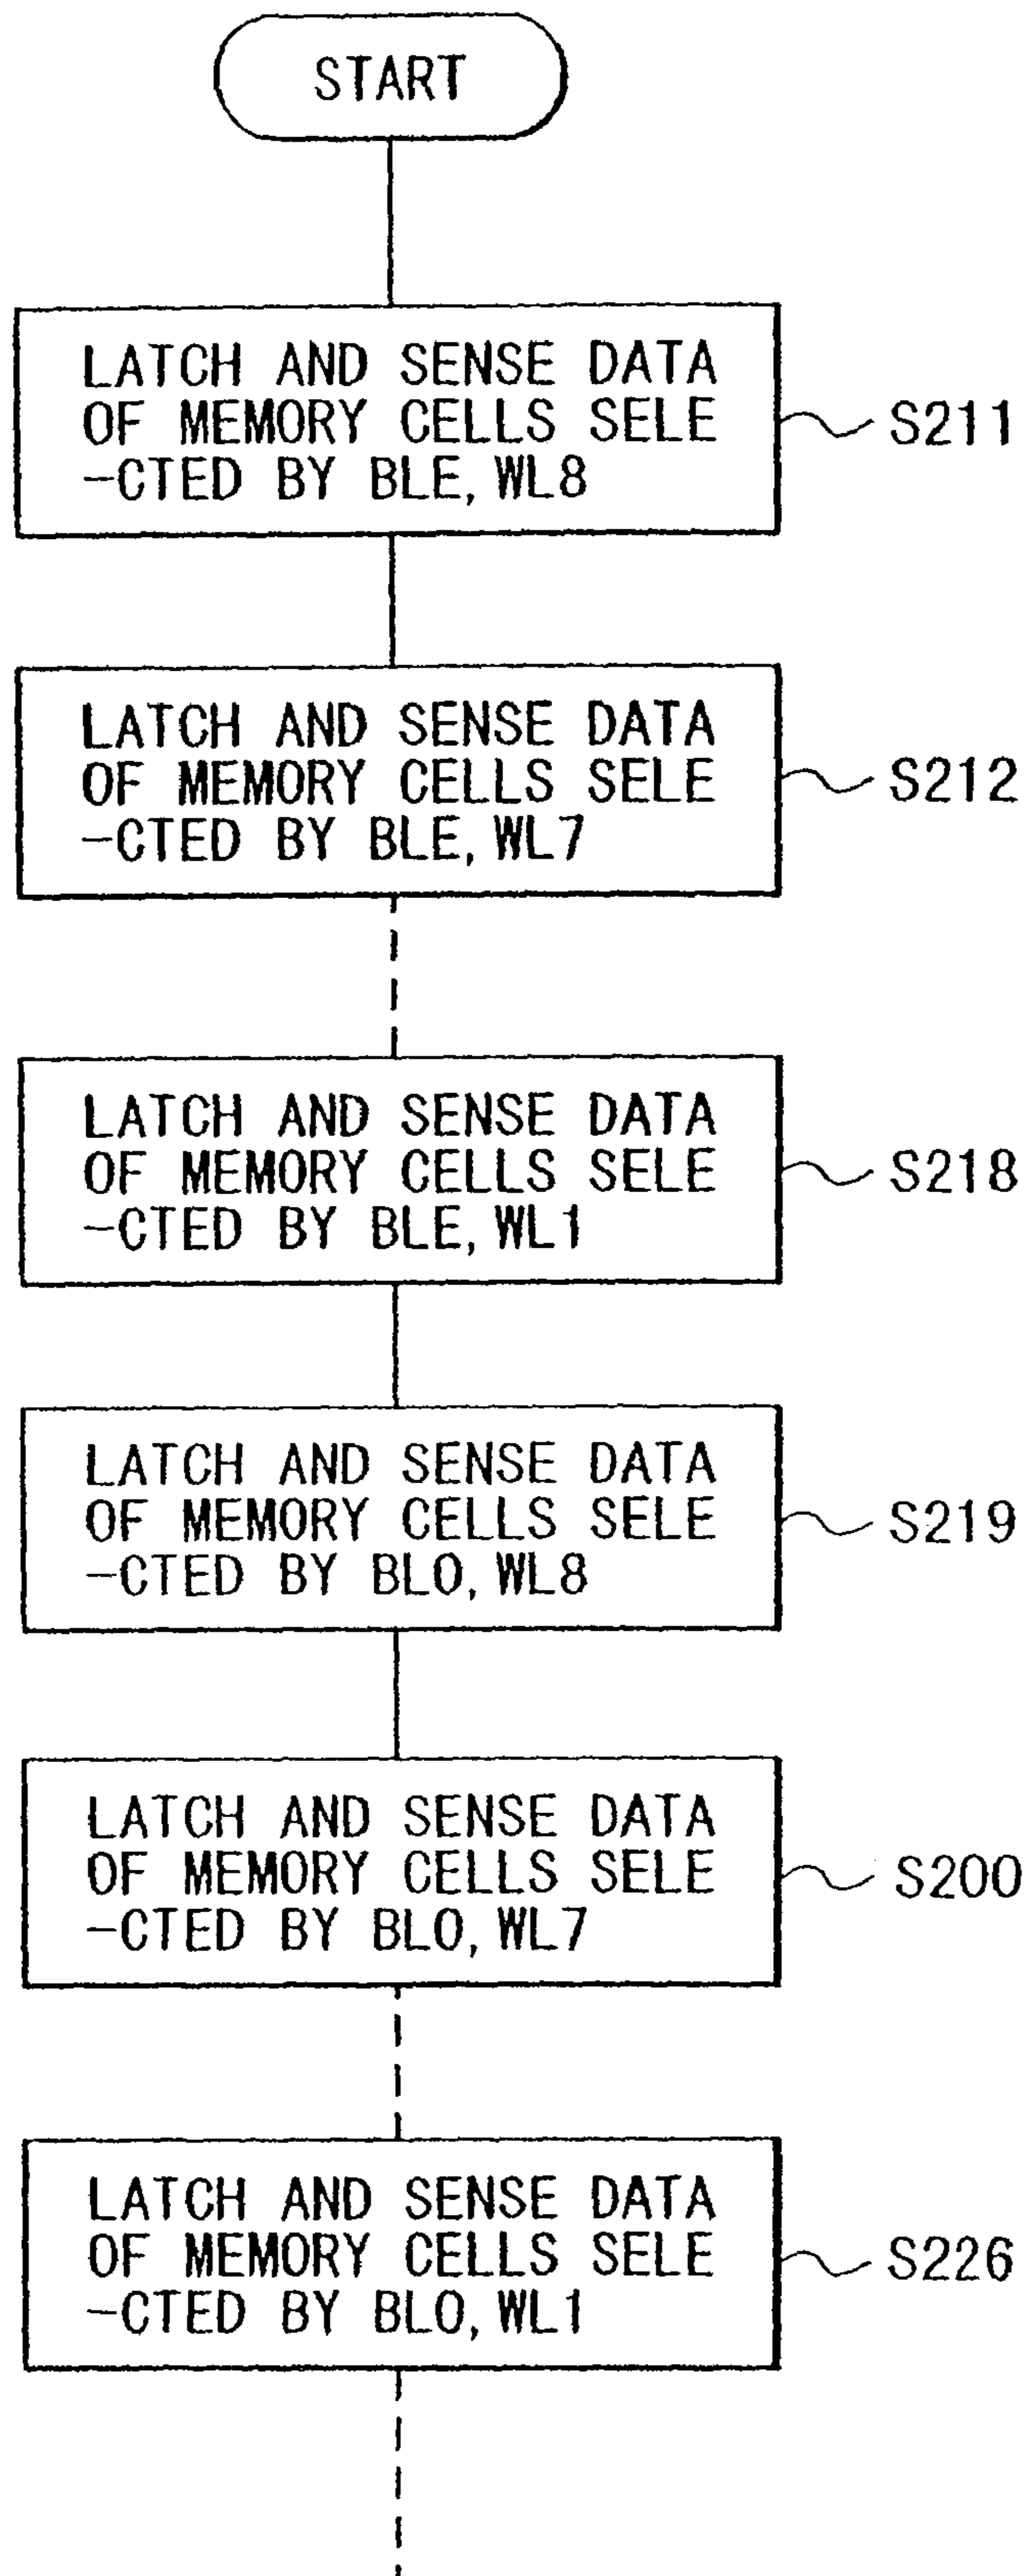 START
LATCH AND SENSE DATA
OF MEMORY CELLS SELE
-CTED BY BLE, WL8
S211
LATCH AND SENSE DATA
OF MEMORY CELLS SELE
-CTED BY BLE, WL7
S212
LATCH AND SENSE DATA
OF MEMORY CELLS SELE
-CTED BY BLE, WL1
S218
LATCH AND SENSE DATA
OF MEMORY CELLS SELE
-CTED BY BLO, WL8
S219
LATCH AND SENSE DATA
OF MEMORY CELLS SELE
-CTED BY BLO, WL7
S200
LATCH AND SENSE DATA
OF MEMORY CELLS SELE
-CTED BY BLO, WL1
S226